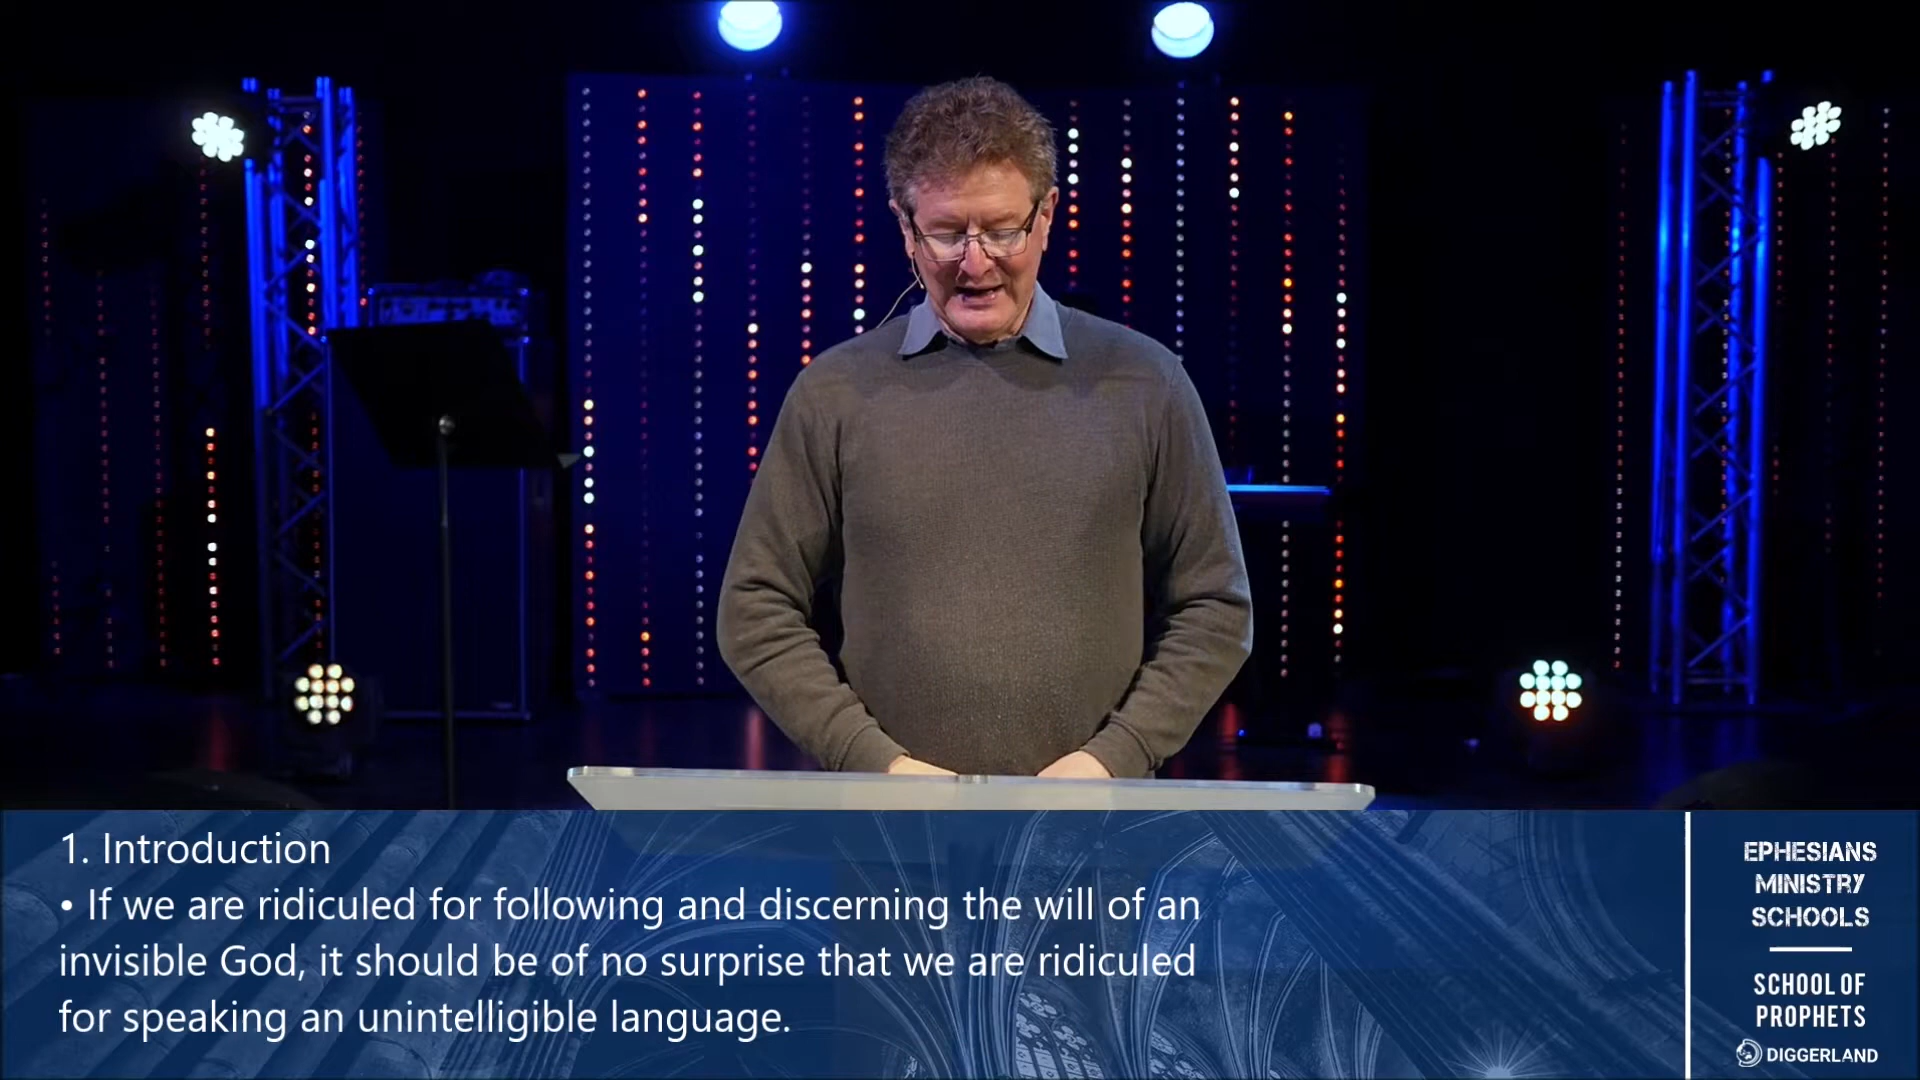 1. Introduction
• If we are ridiculed for following and discerning the will of an
invisible God, it should be of no surprise that we are ridiculed
for speaking an unintelligible language.
EPHESIANS
MINISTRY
SCHOOLS
SCHOOL OF
PROPHETS
DIGGERLAND